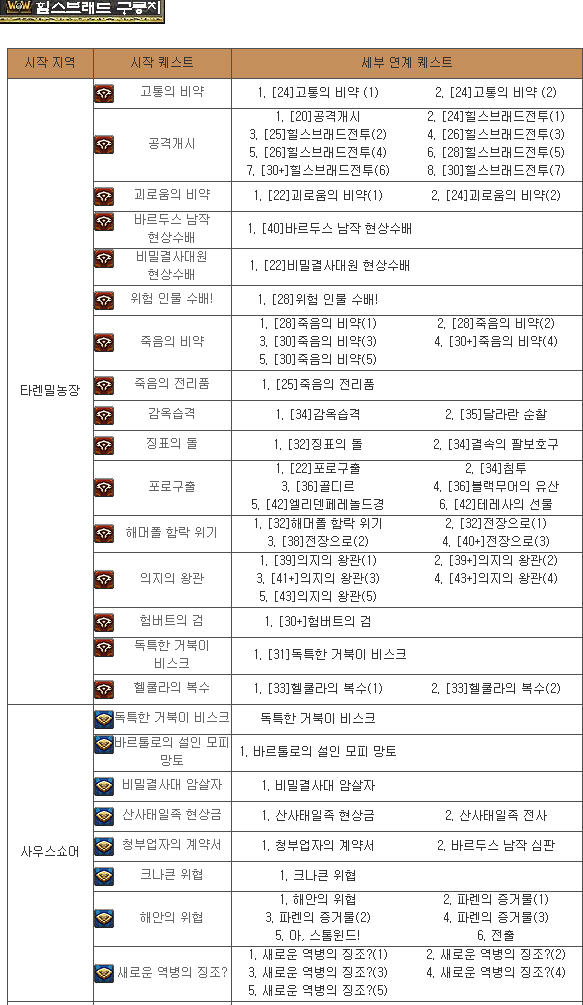 WoW 힐스브래드 구릉지
시작 지역 시작 퀘스트 세부 연계 퀘스트
타렌밀농장
고통의 비약 1. [24]고통의 비약 (1) 2. [24]고통의 비약 (2)
공격개시
1. [20]공격개시 2. [24]힐스브래드전투(1)
3. [25]힐스브래드전투(2) 4. [26]힐스브래드전투(3)
5. [26]힐스브래드전투(4) 6. [28]힐스브래드전투(5)
7. [30+]힐스브래드전투(6) 8. [30]힐스브래드전투(7)
괴로움의 비약 1. [22]괴로움의 비약(1) 2. [24]괴로움의 비약(2)
바르두스 남작
현상수배
1. [40]바르두스 남작 현상수배
비밀결사대원
현상수배
1. [22]비밀결사대원 현상수배
위험 인물 수배! 1. [28]위험 인물 수배!
죽음의 비약
1. [28]죽음의 비약(1) 2. [28]죽음의 비약(2)
3. [30]죽음의 비약(3) 4. [30+]죽음의 비약(4)
5. [30]죽음의 비약(5)
죽음의 전리품 1. [25]죽음의 전리품
감옥습격 1. [34]감옥습격 2. [35]달라란 순찰
징표의 돌 1. [32]징표의 돌 2. [34]결속의 팔보호구
포로구출
1. [22]포로구출 2. [34]침투
3. [36]골디르 4. [36]블랙무어의 유산
5. [42]엘리덴페레놀드경 6. [42]테레사의 선물
해머폴 함락 위기
1. [32]해머폴 함락 위기 2. [32]전장으로(1)
3. [38]전장으로(2) 4. [40+]전장으로(3)
의지의 왕관
1. [39]의지의 왕관(1) 2. [39+]의지의 왕관(2)
3. [41+]의지의 왕관(3) 4. [43+]의지의 왕관(4)
5. [43]의지의 왕관(5)
험버트의 검 1. [30+]험버트의 검
독특한 거북이
비스크
1. [31]독특한 거북이 비스크
헬쿨라의 복수 1. [33]헬쿨라의 복수(1) 2. [33]헬쿨라의 복수(2)
사우스쇼어
독특한 거북이 비스크 독특한 거북이 비스크
바르톨로의 설인 모피
망토
1. 바르톨로의 설인 모피 망토
비밀결사대 암살자 1. 비밀결사대 암살자
산사태일족 현상금 1. 산사태일족 현상금 2. 산사태일족 전사
청부업자의 계약서 1. 청부업자의 계약서 2. 바르두스 남작 심판
크나큰 위협 1. 크나큰 위협
해안의 위협
1. 해안의 위협 2. 파렌의 증거물(1)
3. 파렌의 증거물(2) 4. 파렌의 증거물(3)
5. 아, 스톰윈드! 6. 전출
새로운 역병의 징조?
1. 새로운 역병의 징조?(1) 2. 새로운 역병의 징조?(2)
3. 새로운 역병의 징조?(3) 4. 새로운 역병의 징조?(4)
5. 새로운 역병의 징조?(5)